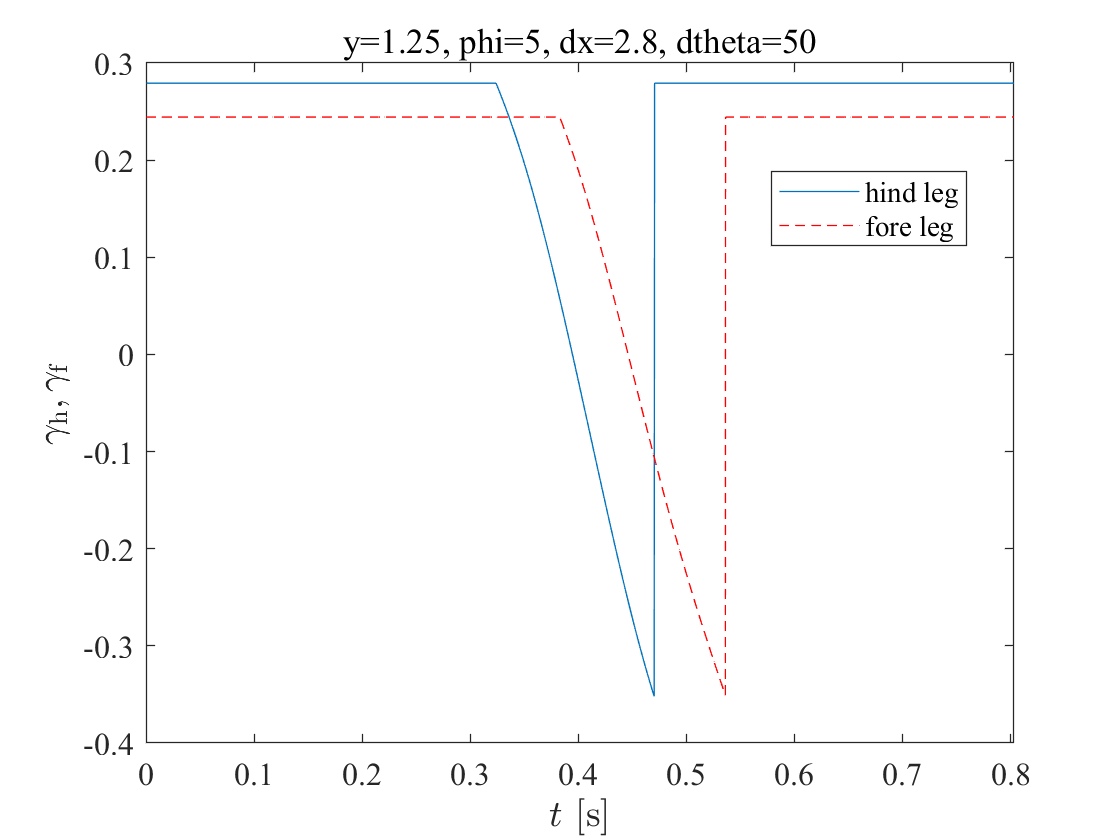 y=1.25, phi=5, dx=2.8, dtheta=50
0.3
0.2
0.1
0
-0.1
-0.2
-0.3
-0.4
γh, γf
hind leg
fore leg
0 0.1 0.2 0.3 0.4 0.5 0.6 0.7 0.8
t [s]